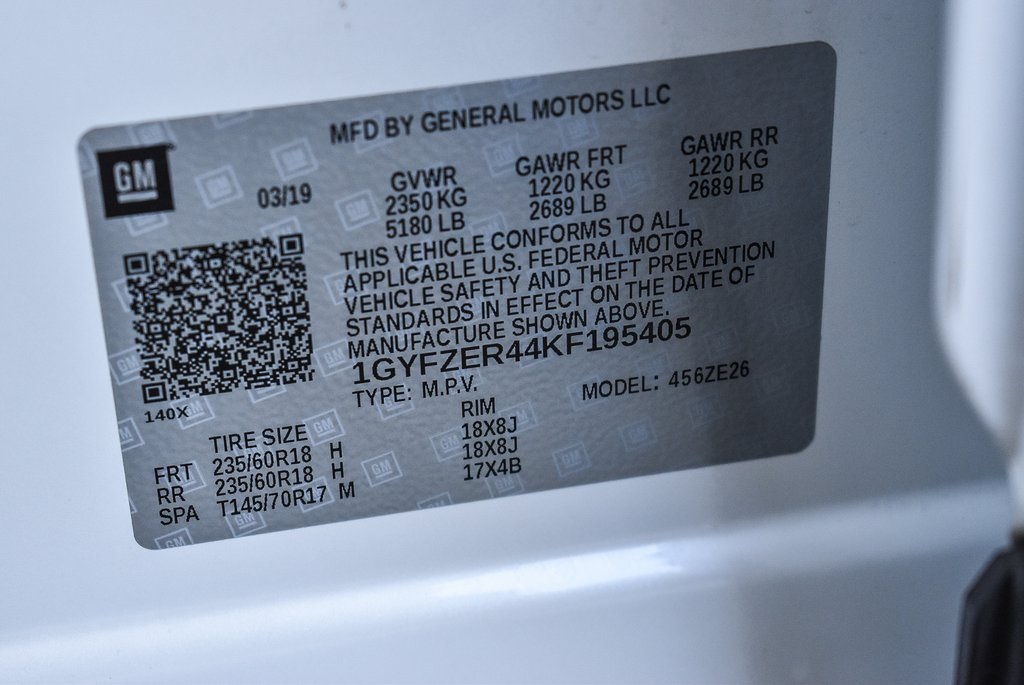 MFD BY GENERAL MOTORS LLC
GM
03/19
GVWR GAWR FRT GAWR RR
2350 KG 1220 KG 1220 KG
5180 LB 2689 LB 2689 LB
THIS VEHICLE CONFORMS TO ALL
APPLICABLE U.S. FEDERAL MOTOR
VEHICLE SAFETY AND THEFT PREVENTION
STANDARDS IN EFFECT ON THE DATE OF
MANUFACTURE SHOWN ABOVE.
1GYFZER44KF195405
TYPE: M.P.V. MODEL: 456ZE26
140X
TIRE SIZE RIM
FRT 235/60R18 H 18X8J
RR 235/60R18 H 18X8J
SPA T145/70R17 M 17X4B